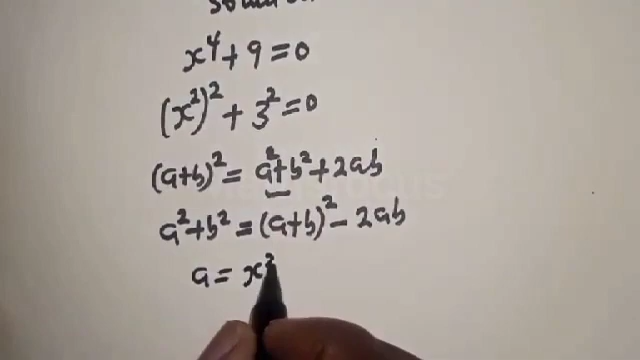 x⁴ + 9 = 0
(x²)² + 3² = 0
(a+b)² = a² + b² + 2ab
a² + b² = (a+b)² − 2ab
a = x²